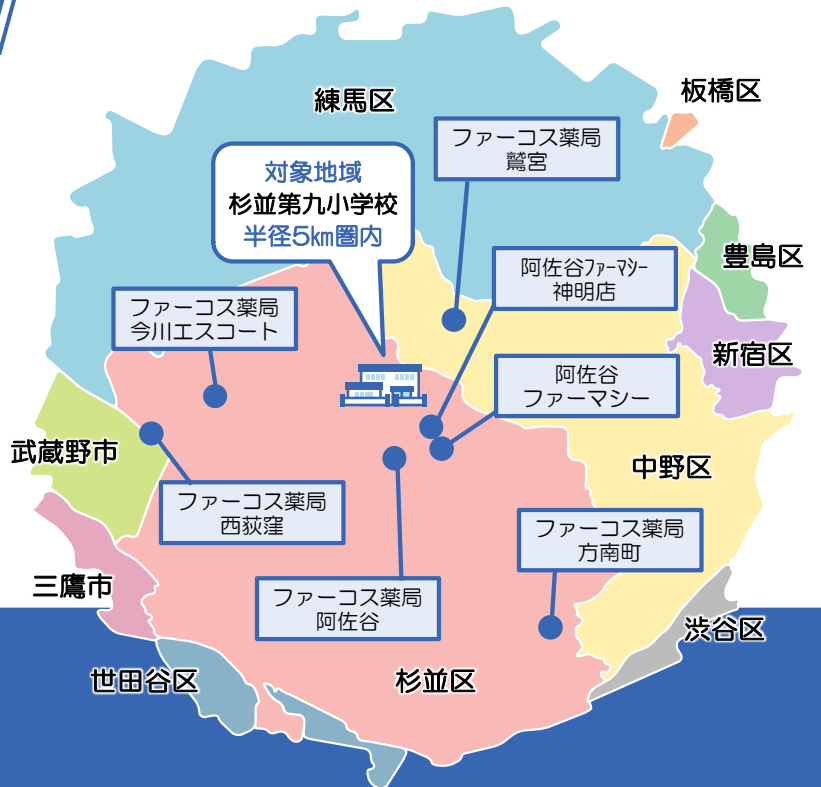 練馬区
板橋区
ファーコス薬局
鷺宮
対象地域
杉並第九小学校
半径5㎞圏内
豊島区
阿佐谷ファーマシー
神明店
ファーコス薬局
今川エスコート
新宿区
阿佐谷
ファーマシー
武蔵野市
中野区
ファーコス薬局
西荻窪
ファーコス薬局
方南町
三鷹市
ファーコス薬局
阿佐谷
渋谷区
世田谷区
杉並区